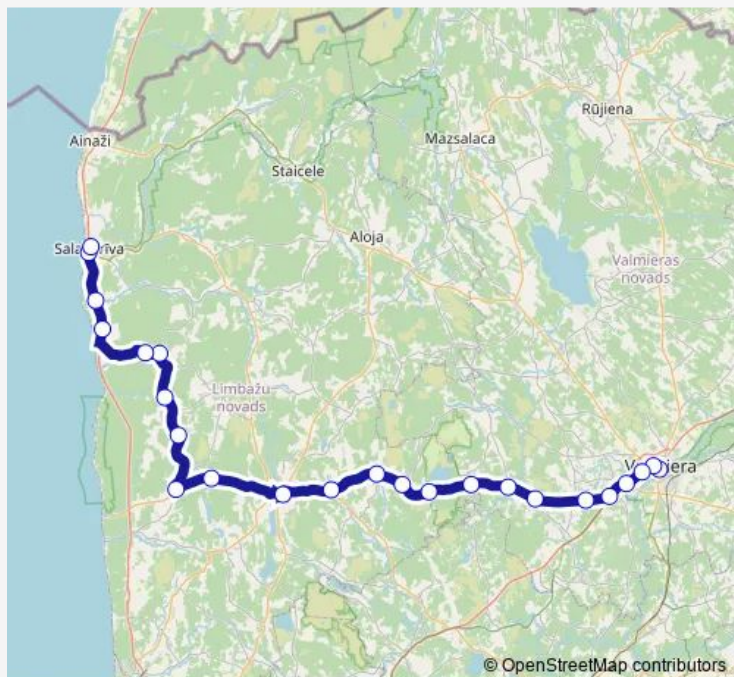 Rūjiena
Ainaži
Mazsalaca
Staicele
Aloja
Valmieras
novads
Limbažu
novads
© OpenStreetMap contributors